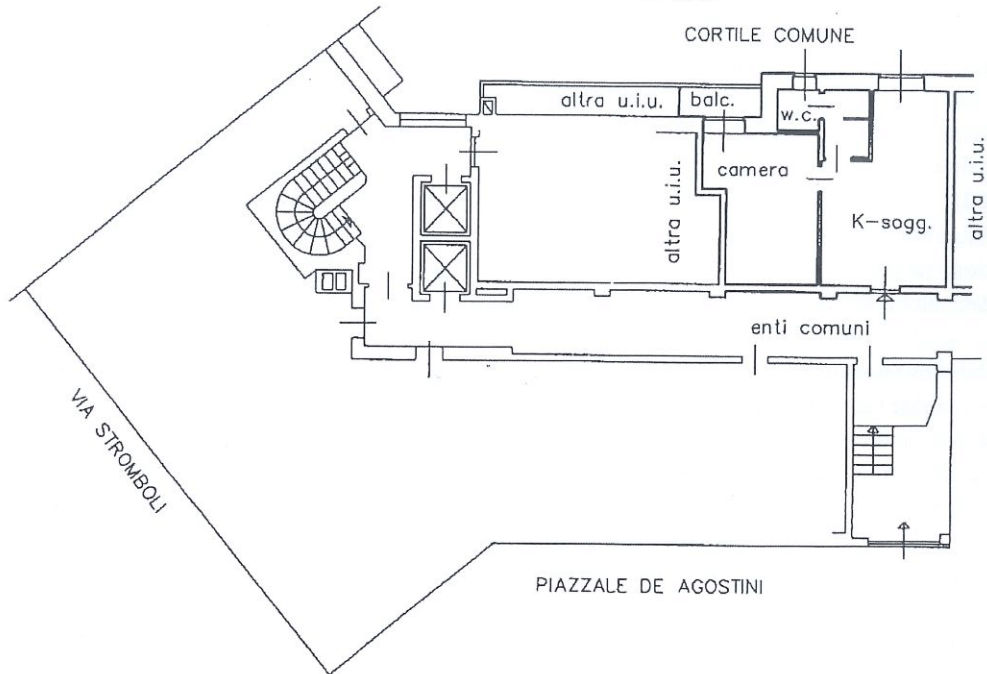 CORTILE COMUNE
altra u.i.u.
balc.
w.c.
camera
altra u.i.u.
K-sogg.
altra u.i.u.
enti comuni
VIA STROMBOLI
PIAZZALE DE AGOSTINI